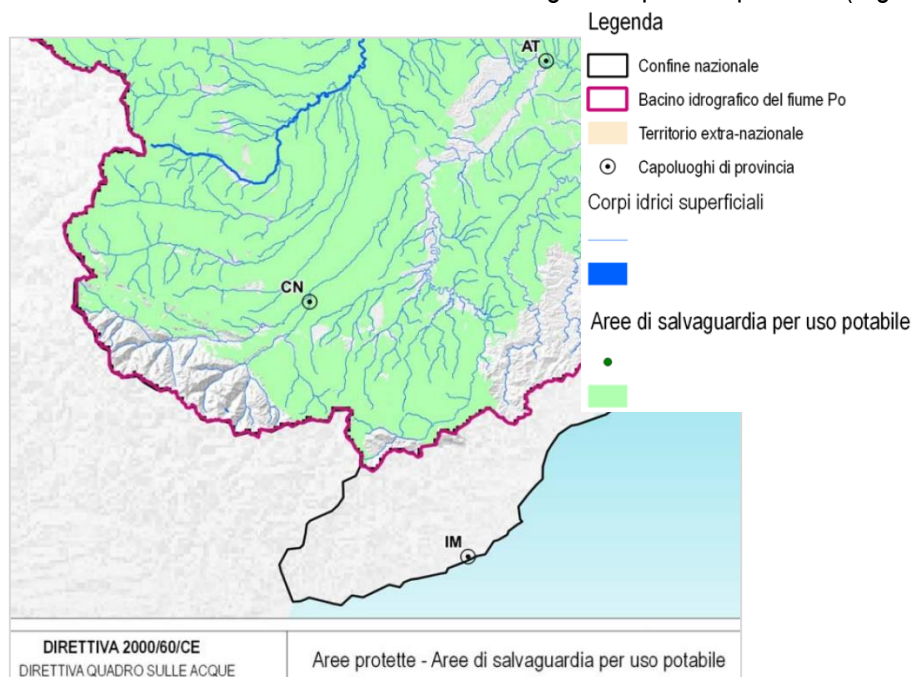 Legenda
Confine nazionale
Bacino idrografico del fiume Po
Territorio extra-nazionale
Capoluoghi di provincia
Corpi idrici superficiali
Aree di salvaguardia per uso potabile
AT
CN
IM
DIRETTIVA 2000/60/CE
DIRETTIVA QUADRO SULLE ACQUE
Aree protette - Aree di salvaguardia per uso potabile